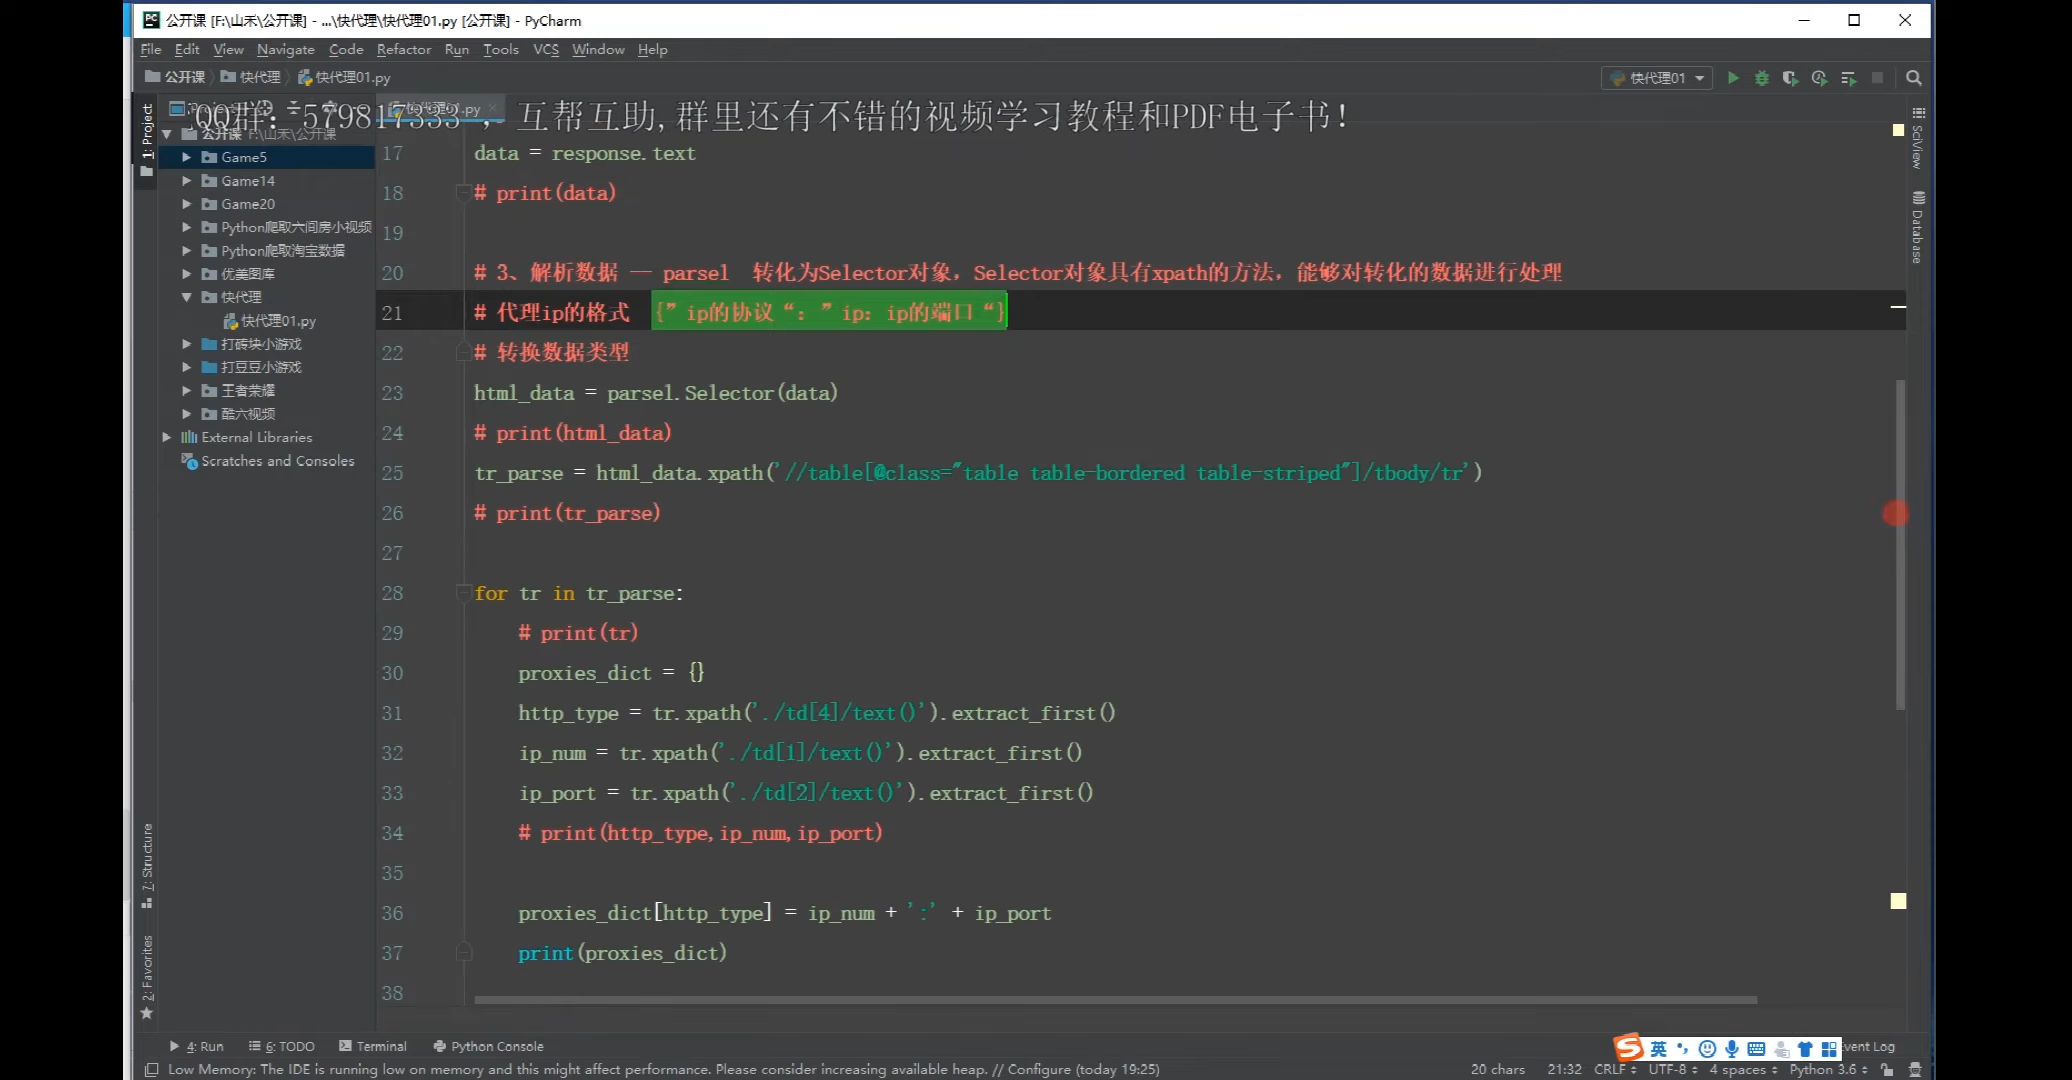 公开课 [F:\山禾\公开课] - ...\快代理\快代理01.py [公开课] - PyCharm
File Edit View Navigate Code Refactor Run Tools VCS Window Help
公开课 快代理 快代理01.py
快代理01
QQ群: 579817333 , 互帮互助,群里还有不错的视频学习教程和PDF电子书!
1: Project
公开课 F:\山禾\公开课
Game5
Game14
Game20
Python爬取六间房小视频
Python爬取淘宝数据
优美图库
快代理
快代理01.py
打砖块小游戏
打豆豆小游戏
王者荣耀
酷六视频
External Libraries
Scratches and Consoles
7: Structure
2: Favorites
17 data = response.text
18 # print(data)
19
20 # 3、解析数据 — parsel 转化为Selector对象，Selector对象具有xpath的方法，能够对转化的数据进行处理
21 # 代理ip的格式 {”ip的协议“：”ip：ip的端口“}
22 # 转换数据类型
23 html_data = parsel.Selector(data)
24 # print(html_data)
25 tr_parse = html_data.xpath('//table[@class="table table-bordered table-striped"]/tbody/tr')
26 # print(tr_parse)
27
28 for tr in tr_parse:
29 # print(tr)
30 proxies_dict = {}
31 http_type = tr.xpath('./td[4]/text()').extract_first()
32 ip_num = tr.xpath('./td[1]/text()').extract_first()
33 ip_port = tr.xpath('./td[2]/text()').extract_first()
34 # print(http_type,ip_num,ip_port)
35
36 proxies_dict[http_type] = ip_num + ':' + ip_port
37 print(proxies_dict)
38
SciView
Database
4: Run 6: TODO Terminal Python Console
英
Event Log
Low Memory: The IDE is running low on memory and this might affect performance. Please consider increasing available heap. // Configure (today 19:25)
20 chars 21:32 CRLF UTF-8 4 spaces Python 3.6